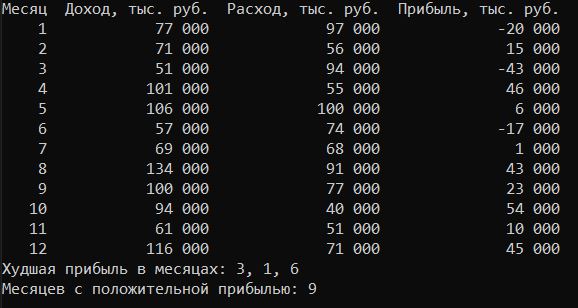 Месяц  Доход, тыс. руб.  Расход, тыс. руб.  Прибыль, тыс. руб.
1 77 000 97 000 -20 000
2 71 000 56 000 15 000
3 51 000 94 000 -43 000
4 101 000 55 000 46 000
5 106 000 100 000 6 000
6 57 000 74 000 -17 000
7 69 000 68 000 1 000
8 134 000 91 000 43 000
9 100 000 77 000 23 000
10 94 000 40 000 54 000
11 61 000 51 000 10 000
12 116 000 71 000 45 000
Худшая прибыль в месяцах: 3, 1, 6
Месяцев с положительной прибылью: 9